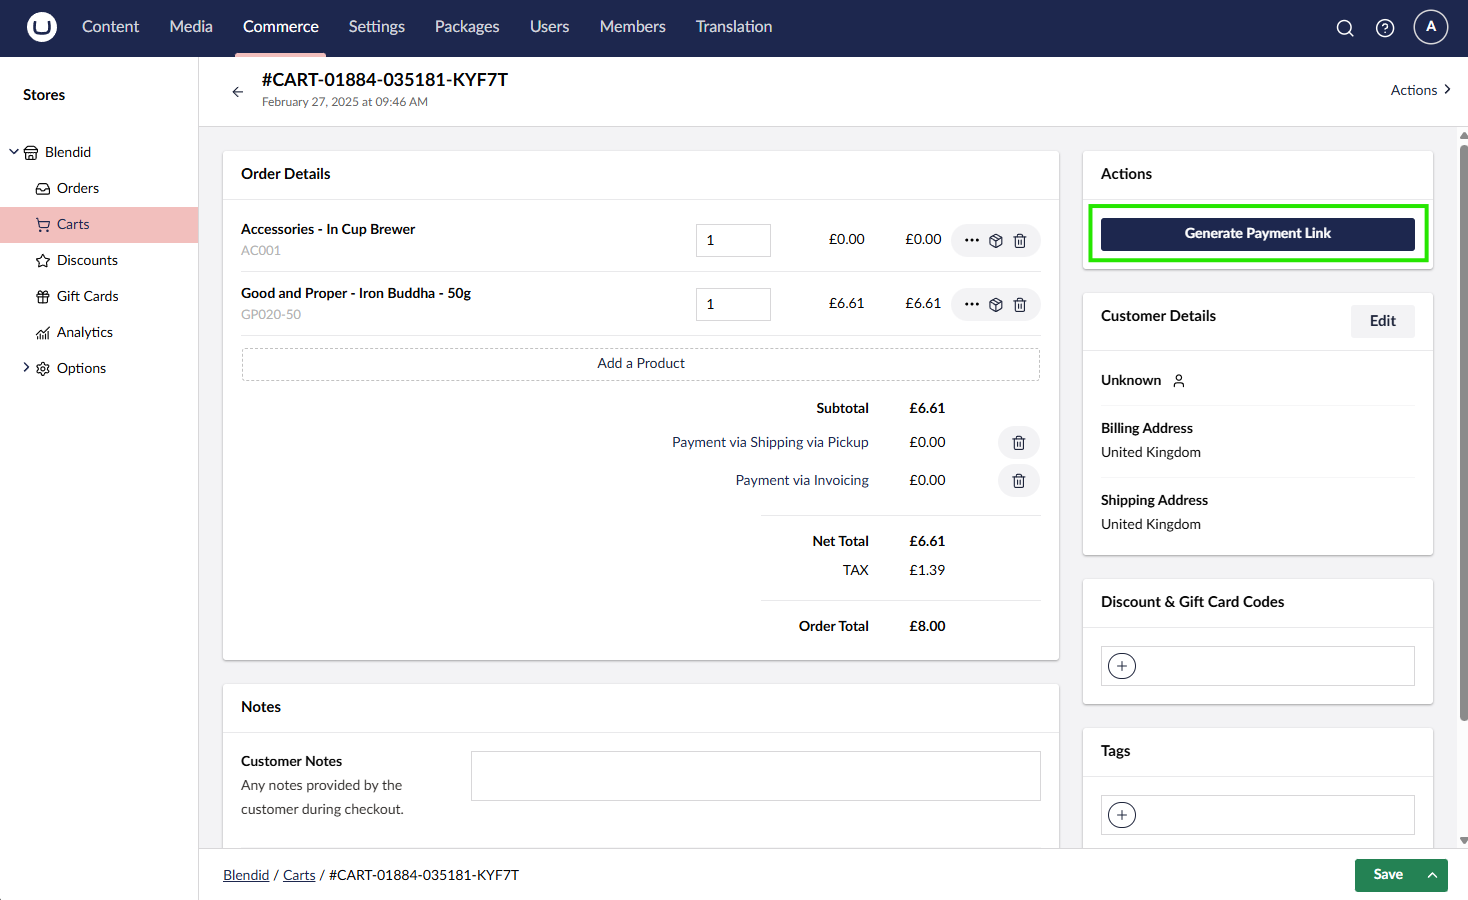 Content Media Commerce Settings Packages Users Members Translation
A
Stores
Blendid
Orders
Carts
Discounts
Gift Cards
Analytics
Options
#CART-01884-035181-KYF7T
February 27, 2025 at 09:46 AM
Actions
Order Details
Accessories - In Cup Brewer
AC001
1 £0.00 £0.00
Good and Proper - Iron Buddha - 50g
GP020-50
1 £6.61 £6.61
Add a Product
Subtotal £6.61
Payment via Shipping via Pickup £0.00
Payment via Invoicing £0.00
Net Total £6.61
TAX £1.39
Order Total £8.00
Notes
Customer Notes
Any notes provided by the
customer during checkout.
Actions
Generate Payment Link
Customer Details
Edit
Unknown
Billing Address
United Kingdom
Shipping Address
United Kingdom
Discount & Gift Card Codes
Tags
Blendid / Carts / #CART-01884-035181-KYF7T
Save